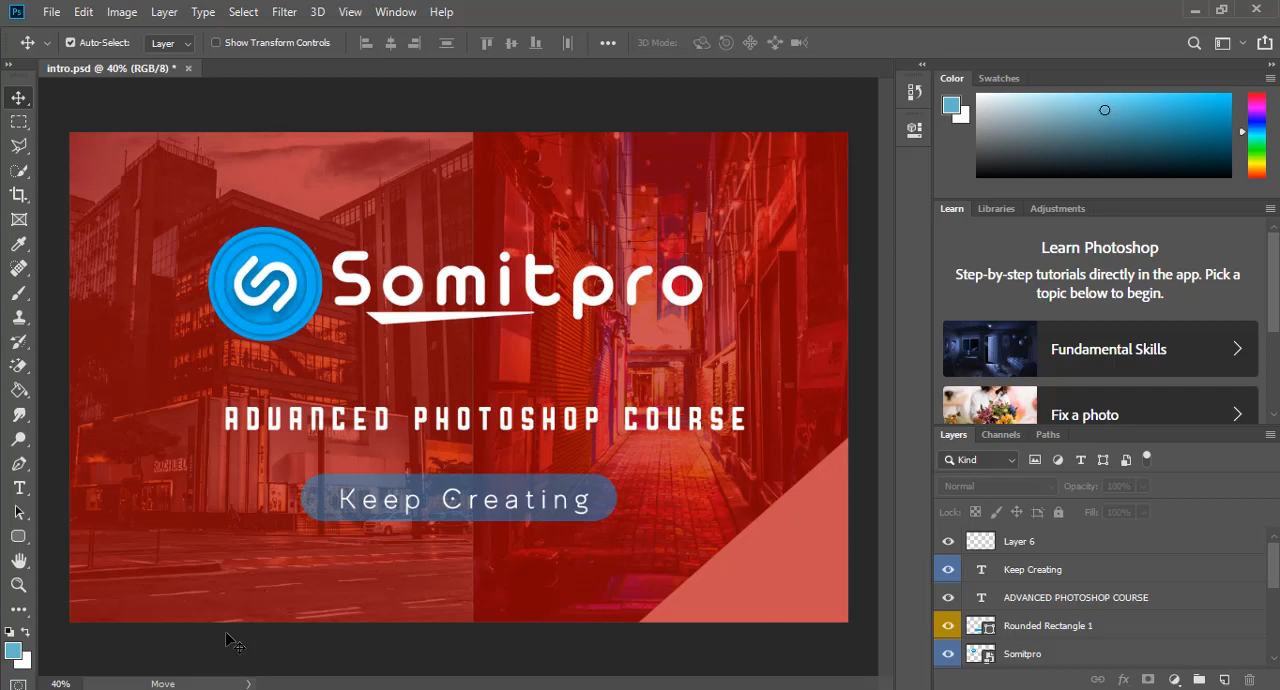 Ps File Edit Image Layer Type Select Filter 3D View Window Help
Auto-Select: Layer Show Transform Controls 3D Mode:
intro.psd @ 40% (RGB/8) *
Color Swatches
Learn Libraries Adjustments
Learn Photoshop
Step-by-step tutorials directly in the app. Pick a
topic below to begin.
Fundamental Skills
Fix a photo
Somitpro
ADVANCED PHOTOSHOP COURSE
Keep Creating
Layers Channels Paths
Kind
Normal Opacity: 100%
Lock: Fill: 100%
Layer 6
Keep Creating
ADVANCED PHOTOSHOP COURSE
Rounded Rectangle 1
Somitpro
40% Move